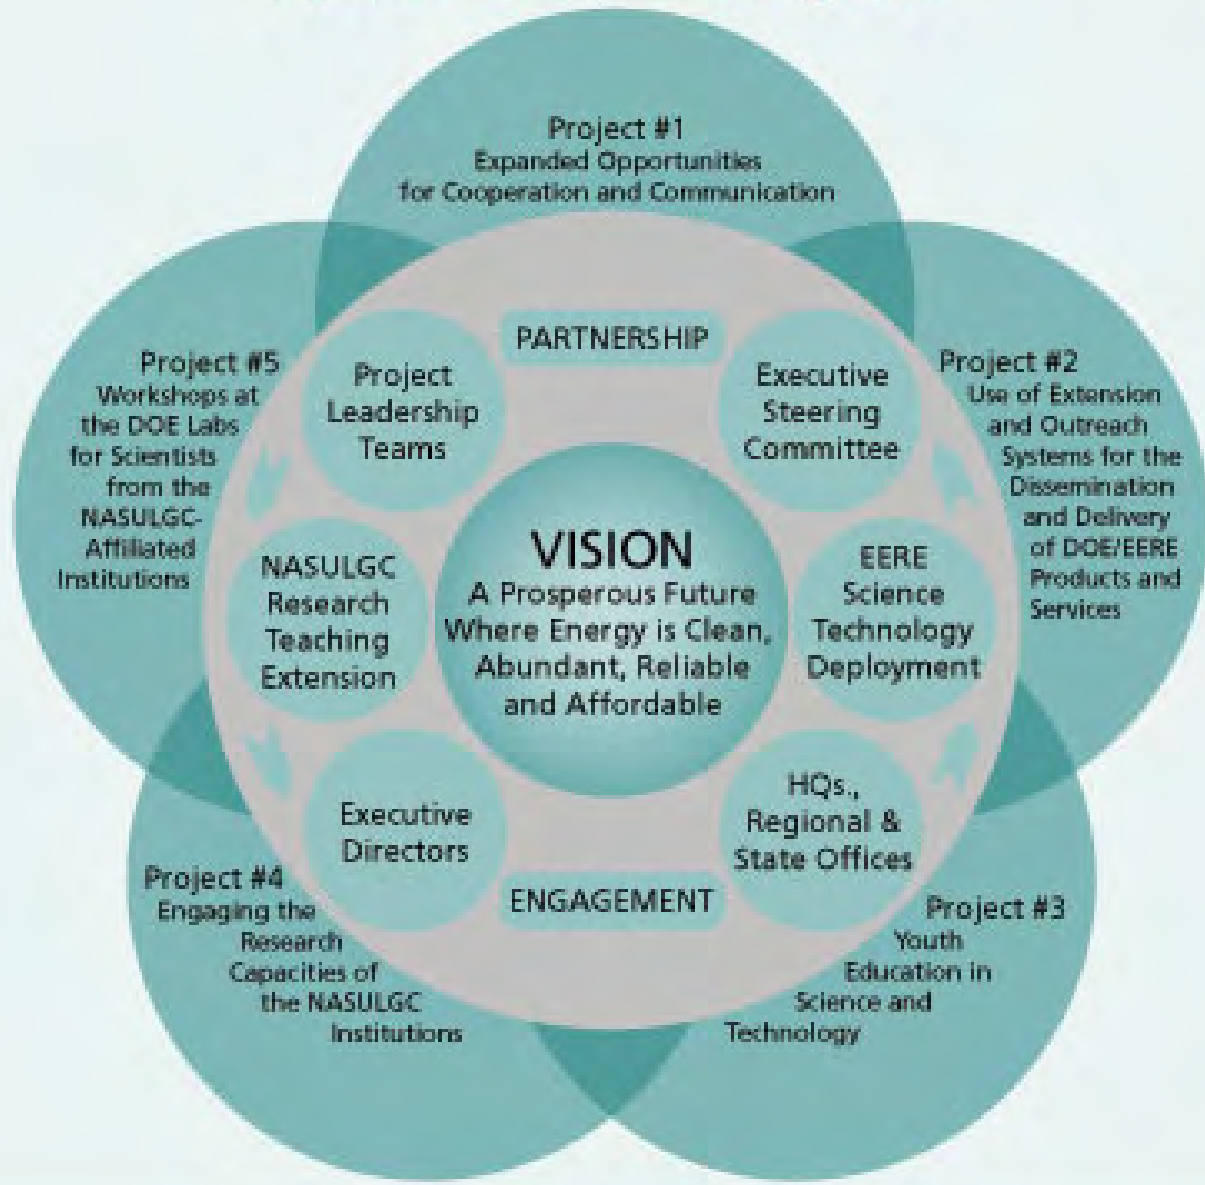 Project #1
Expanded Opportunities
for Cooperation and Communication
Project #5
Workshops at
the DOE Labs
for Scientists
from the
NASULGC-
Affiliated
Institutions
PARTNERSHIP
Project
Leadership
Teams
Executive
Steering
Committee
Project #2
Use of Extension
and Outreach
Systems for the
Dissemination
and Delivery
of DOE/EERE
Products and
Services
NASULGC
Research
Teaching
Extension
VISION
A Prosperous Future
Where Energy is Clean,
Abundant, Reliable
and Affordable
EERE
Science
Technology
Deployment
Executive
Directors
HQs.,
Regional &
State Offices
ENGAGEMENT
Project #4
Engaging the
Research
Capacities of
the NASULGC
Institutions
Project #3
Youth
Education in
Science and
Technology